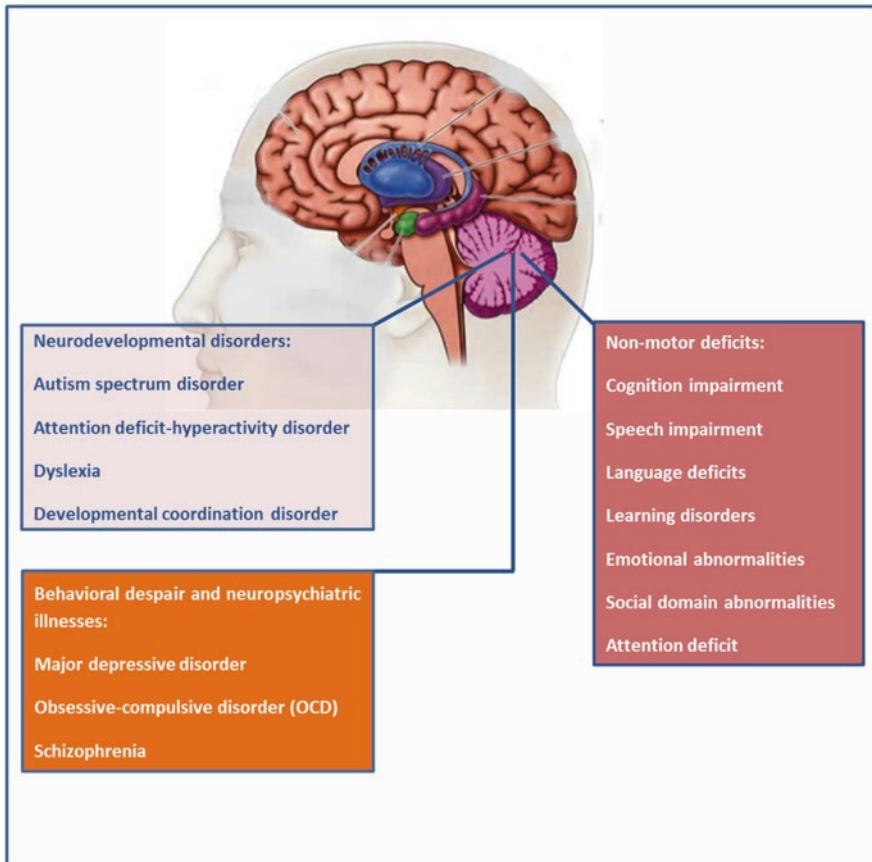 Neurodevelopmental disorders:
Autism spectrum disorder
Attention deficit-hyperactivity disorder
Dyslexia
Developmental coordination disorder
Non-motor deficits:
Cognition impairment
Speech impairment
Language deficits
Learning disorders
Emotional abnormalities
Social domain abnormalities
Attention deficit
Behavioral despair and neuropsychiatric
illnesses:
Major depressive disorder
Obsessive-compulsive disorder (OCD)
Schizophrenia